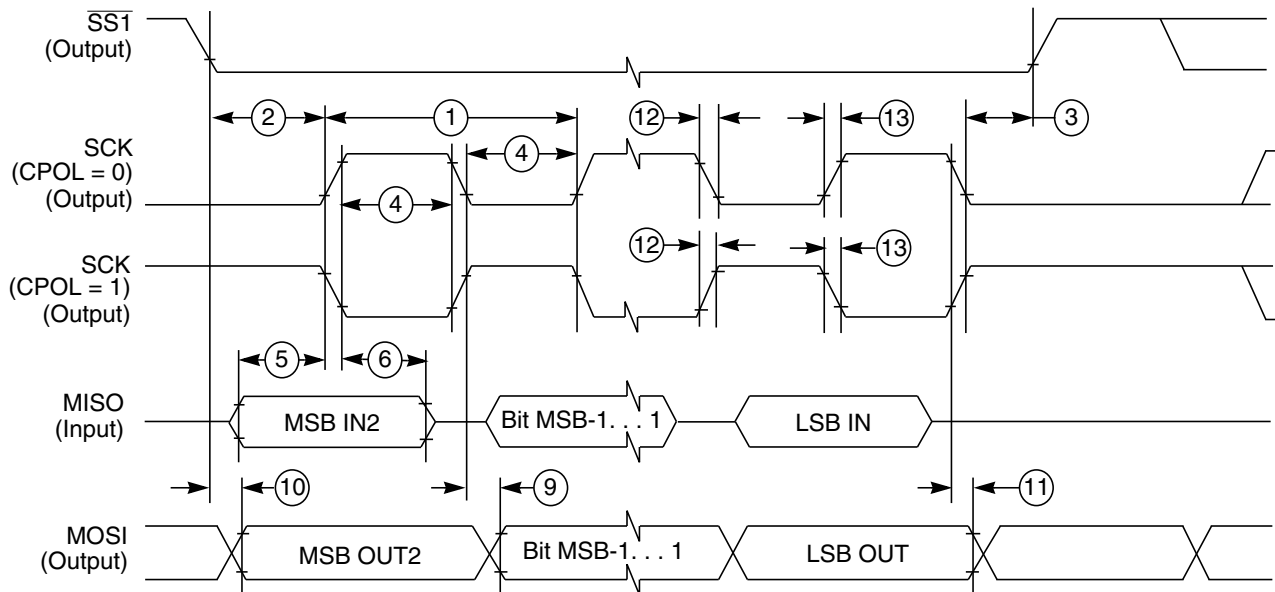 SS1
(Output)
2
1
12
13
3
SCK
(CPOL = 0)
(Output)
4
4
12
13
SCK
(CPOL = 1)
(Output)
5
6
MISO
(Input)
MSB IN2
Bit MSB-1. . . 1
LSB IN
10
9
11
MOSI
(Output)
MSB OUT2
Bit MSB-1. . . 1
LSB OUT